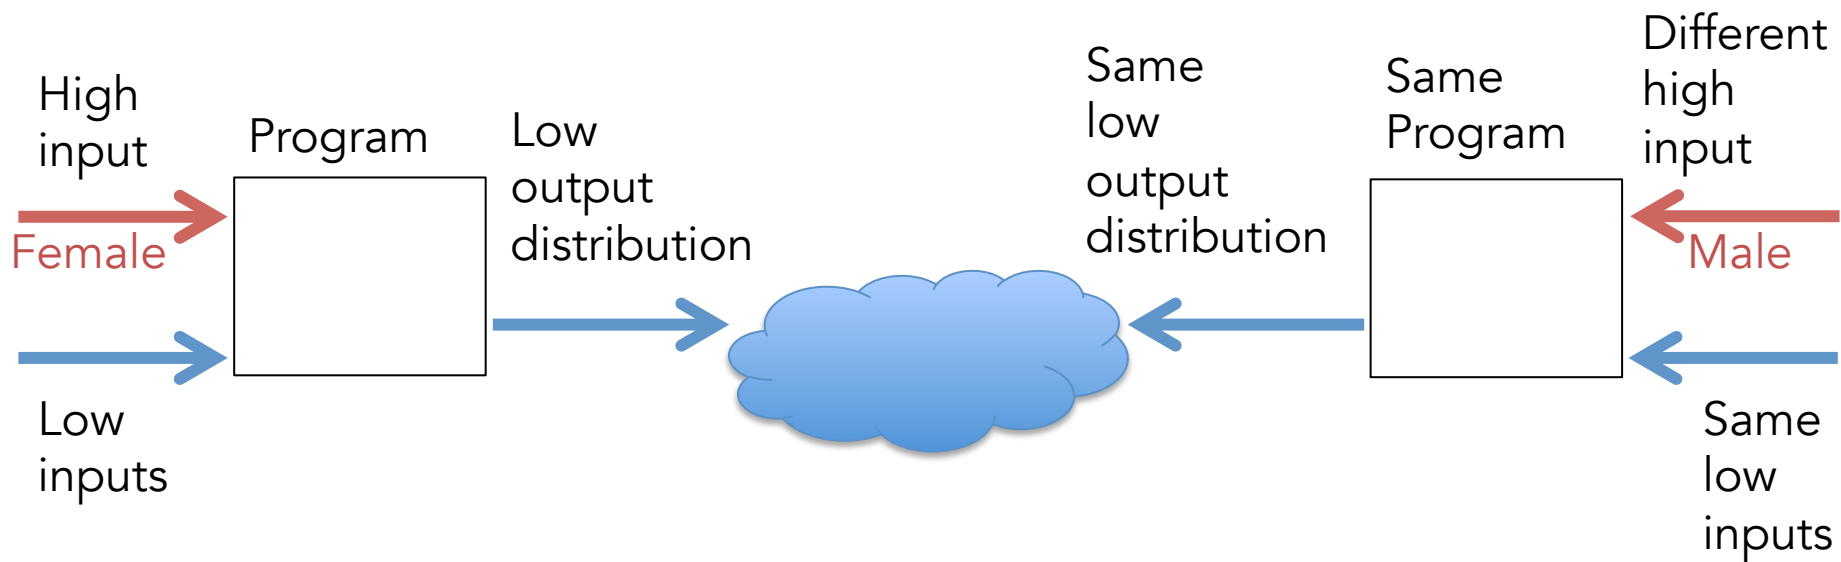 High
input
Female
Low
inputs
Program
Low
output
distribution
Same
low
output
distribution
Same
Program
Different
high
input
Male
Same
low
inputs